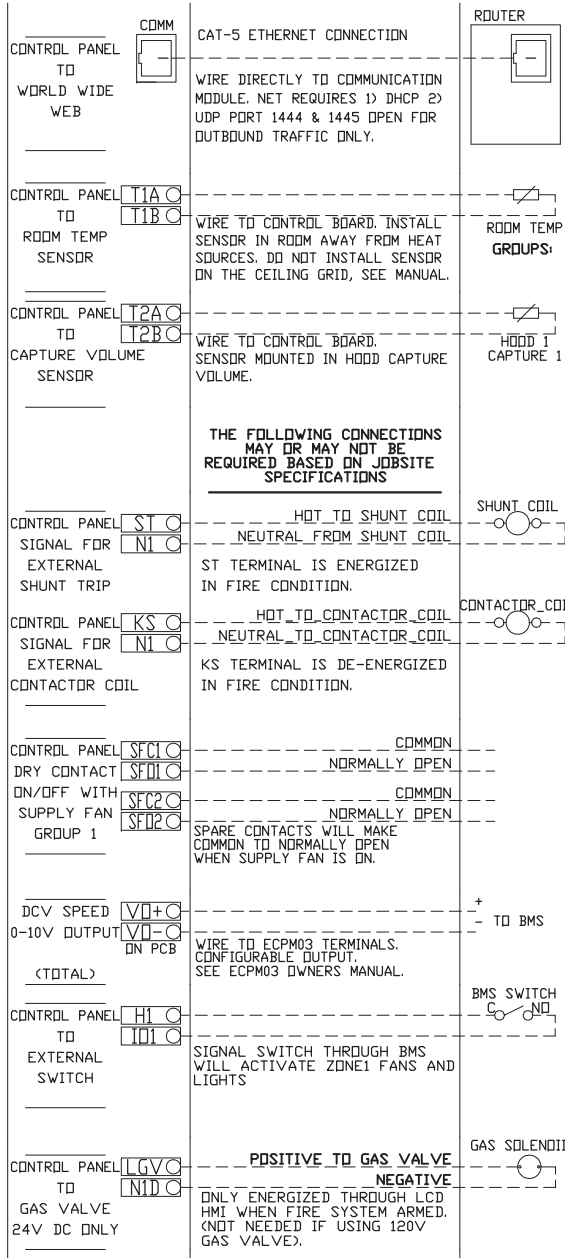 COMM
CAT-5 ETHERNET CONNECTION
ROUTER
CONTROL PANEL
TO
WORLD WIDE
WEB
WIRE DIRECTLY TO COMMUNICATION
MODULE. NET REQUIRES 1) DHCP 2)
UDP PORT 1444 & 1445 OPEN FOR
OUTBOUND TRAFFIC ONLY.
CONTROL PANEL
TO
ROOM TEMP
SENSOR
T1A
T1B
WIRE TO CONTROL BOARD. INSTALL
SENSOR IN ROOM AWAY FROM HEAT
SOURCES. DO NOT INSTALL SENSOR
ON THE CEILING GRID, SEE MANUAL.
ROOM TEMP
GROUPS:
CONTROL PANEL
TO
CAPTURE VOLUME
SENSOR
T2A
T2B
WIRE TO CONTROL BOARD.
SENSOR MOUNTED IN HOOD CAPTURE
VOLUME.
HOOD 1
CAPTURE 1
THE FOLLOWING CONNECTIONS
MAY OR MAY NOT BE
REQUIRED BASED ON JOBSITE
SPECIFICATIONS
CONTROL PANEL
SIGNAL FOR
EXTERNAL
SHUNT TRIP
ST
N1
HOT TO SHUNT COIL
NEUTRAL FROM SHUNT COIL
ST TERMINAL IS ENERGIZED
IN FIRE CONDITION.
SHUNT COIL
CONTROL PANEL
SIGNAL FOR
EXTERNAL
CONTACTOR COIL
KS
N1
HOT_TO_CONTACTOR_COIL
NEUTRAL_TO_CONTACTOR_COIL
KS TERMINAL IS DE-ENERGIZED
IN FIRE CONDITION.
CONTROL PANEL
DRY CONTACT
ON/OFF WITH
SUPPLY FAN
GROUP 1
SFC1
SFO1
SFC2
SFO2
COMMON
NORMALLY OPEN
COMMON
NORMALLY OPEN
SPARE CONTACTS WILL MAKE
COMMON TO NORMALLY OPEN
WHEN SUPPLY FAN IS ON.
DCV SPEED
0-10V OUTPUT
(TOTAL)
VO+
VO-
ON PCB
WIRE TO ECPM03 TERMINALS.
CONFIGURABLE OUTPUT.
SEE ECPM03 OWNERS MANUAL.
+
- TO BMS
CONTROL PANEL
TO
EXTERNAL
SWITCH
H1
IO1
SIGNAL SWITCH THROUGH BMS
WILL ACTIVATE ZONE1 FANS AND
LIGHTS
BMS SWITCH
C NO
CONTROL PANEL
TO
GAS VALVE
24V DC ONLY
LGV
N1D
POSITIVE TO GAS VALVE
NEGATIVE
ONLY ENERGIZED THROUGH LCD
HMI WHEN FIRE SYSTEM ARMED.
(NOT NEEDED IF USING 120V
GAS VALVE).
GAS